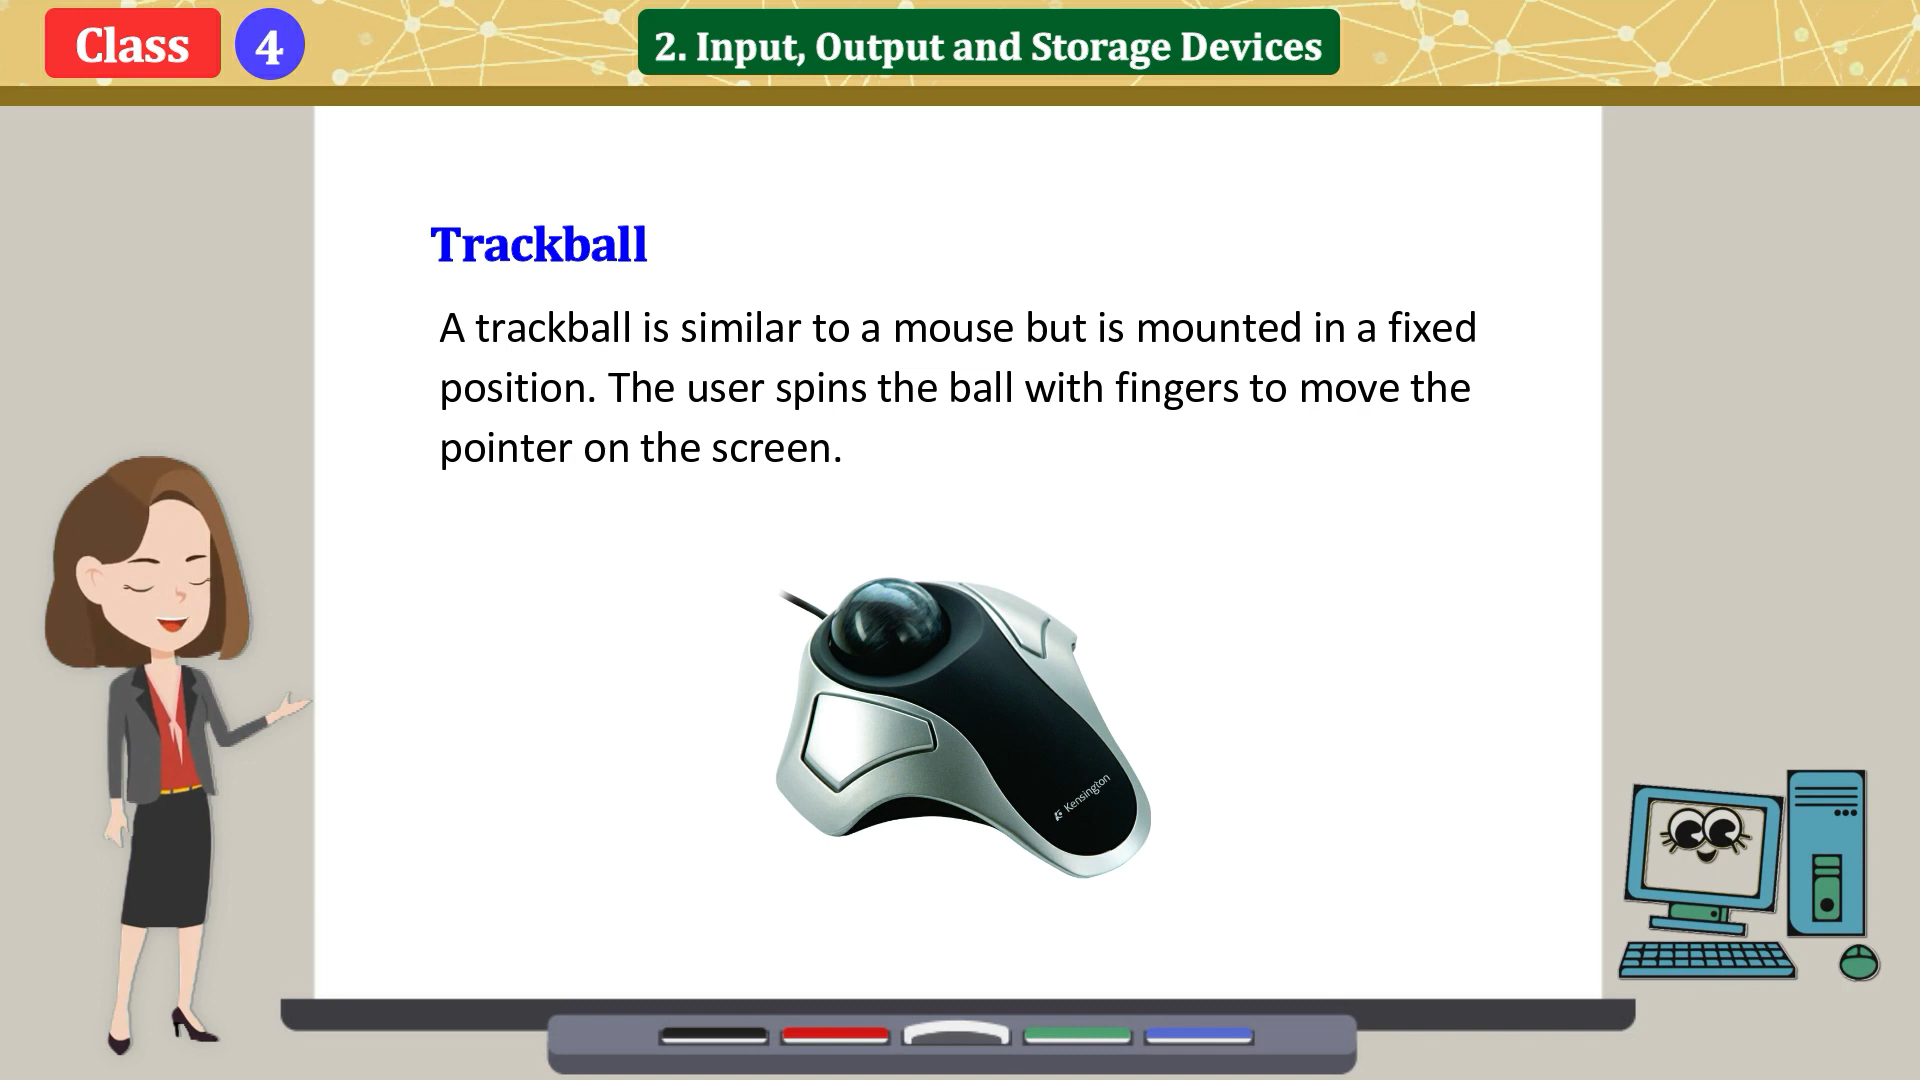 Class 4
2. Input, Output and Storage Devices
Trackball
A trackball is similar to a mouse but is mounted in a fixed
position. The user spins the ball with fingers to move the
pointer on the screen.
Kensington